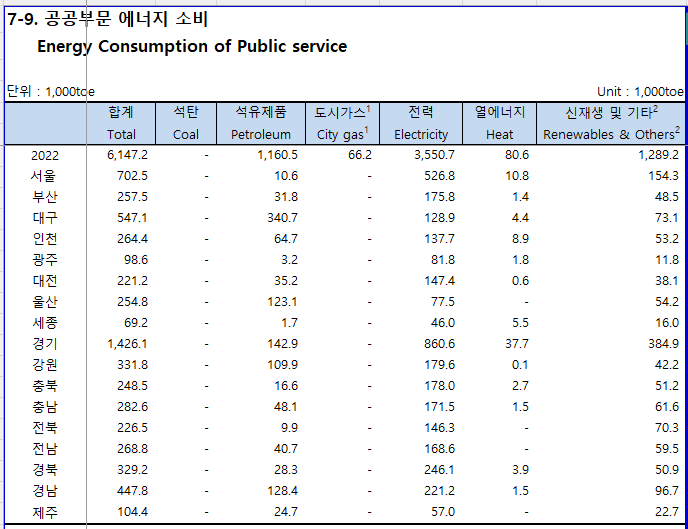 7-9. 공공부문 에너지 소비
Energy Consumption of Public service
단위 : 1,000toe Unit : 1,000toe
합계 석탄 석유제품 도시가스1 전력 열에너지 신재생 및 기타2
Total Coal Petroleum City gas1 Electricity Heat Renewables & Others2
2022 6,147.2 - 1,160.5 66.2 3,550.7 80.6 1,289.2
서울 702.5 - 10.6 - 526.8 10.8 154.3
부산 257.5 - 31.8 - 175.8 1.4 48.5
대구 547.1 - 340.7 - 128.9 4.4 73.1
인천 264.4 - 64.7 - 137.7 8.9 53.2
광주 98.6 - 3.2 - 81.8 1.8 11.8
대전 221.2 - 35.2 - 147.4 0.6 38.1
울산 254.8 - 123.1 - 77.5 - 54.2
세종 69.2 - 1.7 - 46.0 5.5 16.0
경기 1,426.1 - 142.9 - 860.6 37.7 384.9
강원 331.8 - 109.9 - 179.6 0.1 42.2
충북 248.5 - 16.6 - 178.0 2.7 51.2
충남 282.6 - 48.1 - 171.5 1.5 61.6
전북 226.5 - 9.9 - 146.3 - 70.3
전남 268.8 - 40.7 - 168.6 - 59.5
경북 329.2 - 28.3 - 246.1 3.9 50.9
경남 447.8 - 128.4 - 221.2 1.5 96.7
제주 104.4 - 24.7 - 57.0 - 22.7